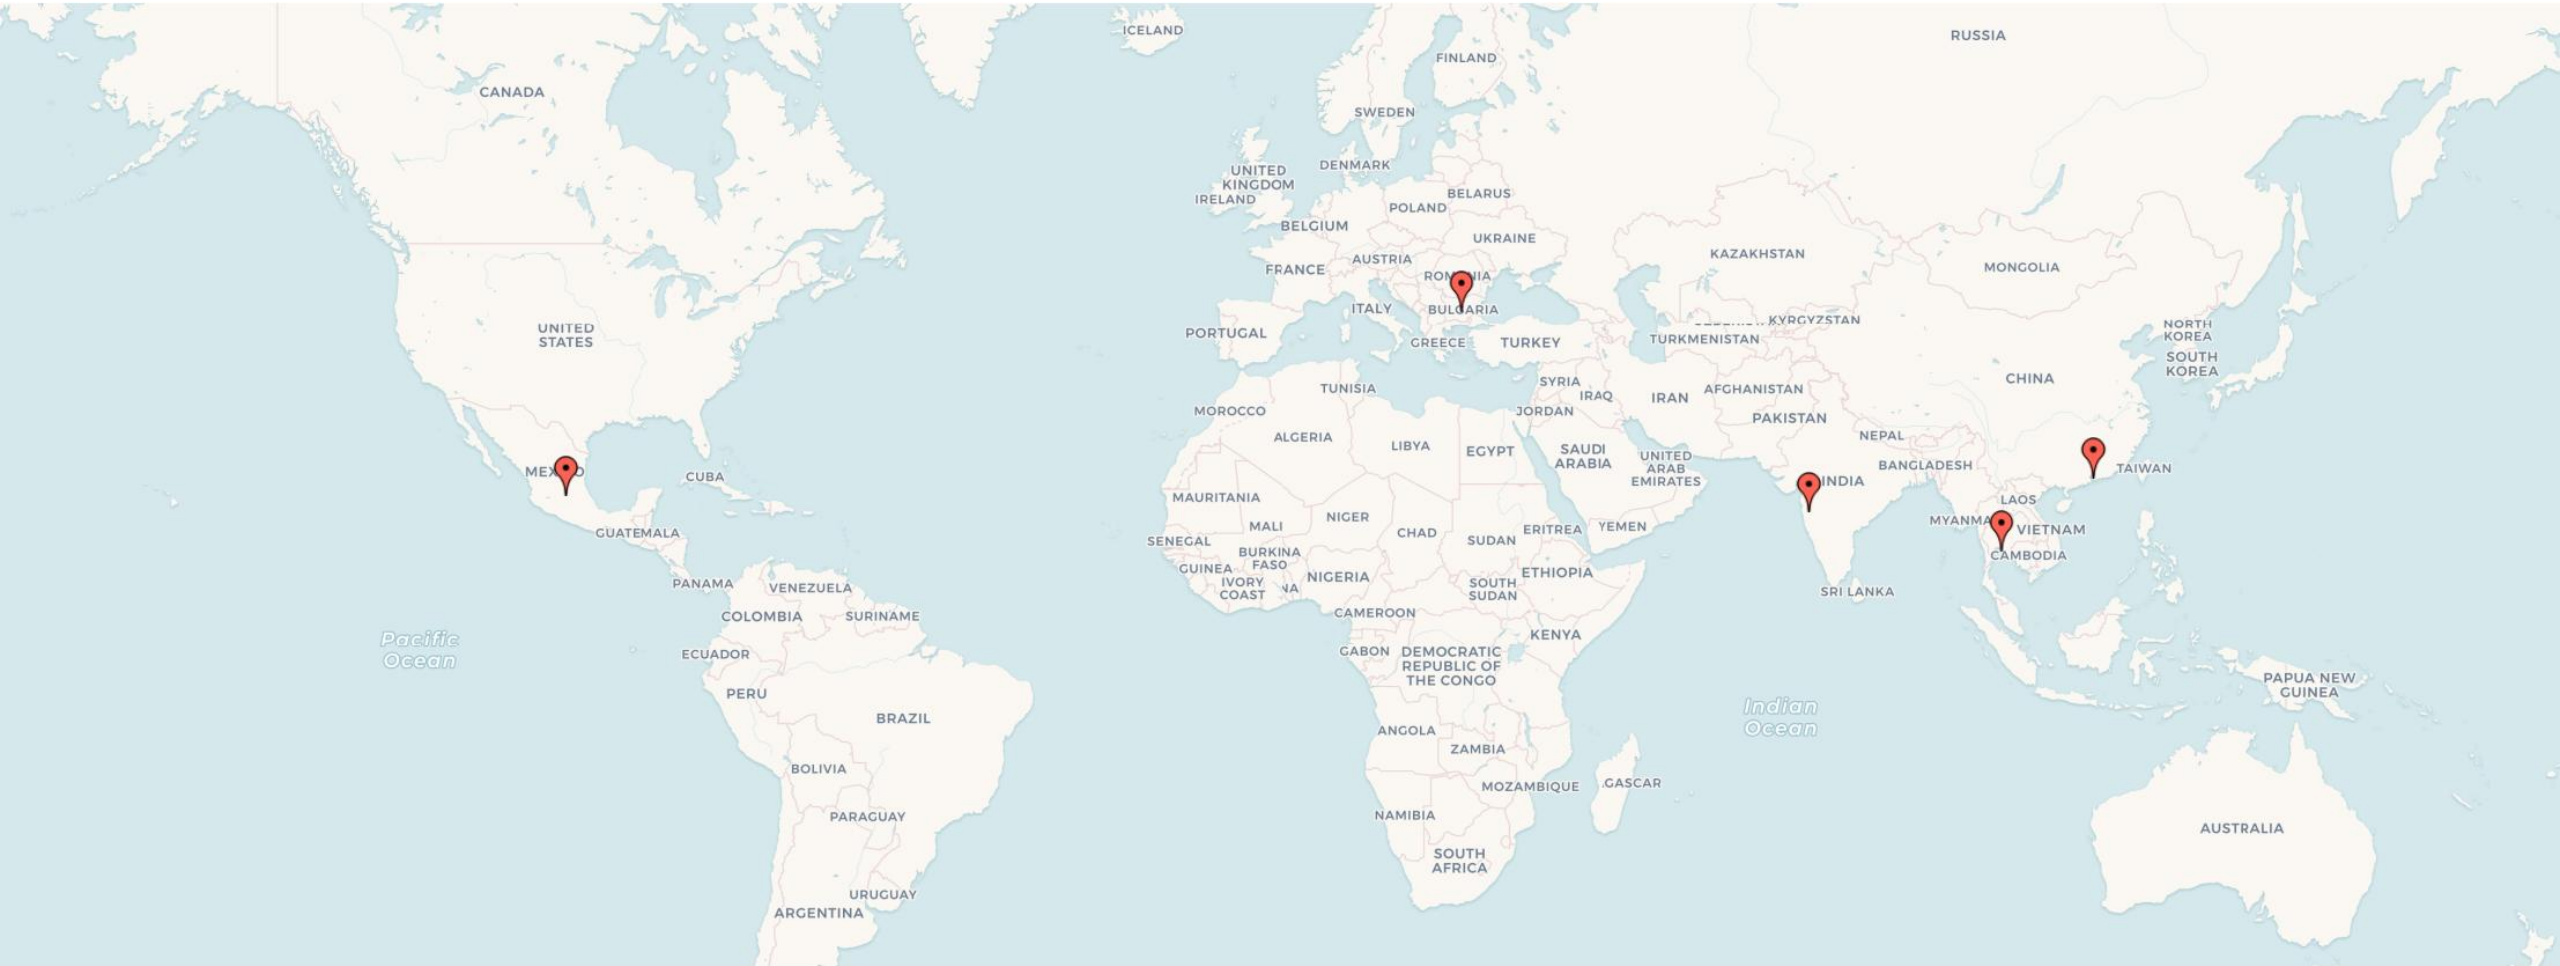 ICELAND
RUSSIA
FINLAND
CANADA
SWEDEN
DENMARK
UNITED
KINGDOM
IRELAND
BELARUS
POLAND
BELGIUM
UKRAINE
AUSTRIA
FRANCE
KAZAKHSTAN
MONGOLIA
ITALY
BULGARIA
KYRGYZSTAN
UNITED
STATES
PORTUGAL
GREECE
TURKEY
TURKMENISTAN
NORTH
KOREA
SOUTH
KOREA
CHINA
TUNISIA
SYRIA
IRAQ
IRAN
AFGHANISTAN
MOROCCO
JORDAN
PAKISTAN
ALGERIA
LIBYA
EGYPT
NEPAL
SAUDI
ARABIA
UNITED
ARAB
EMIRATES
BANGLADESH
TAIWAN
CUBA
INDIA
MAURITANIA
LAOS
NIGER
MALI
CHAD
SUDAN
ERITREA
YEMEN
VIETNAM
GUATEMALA
SENEGAL
BURKINA
FASO
CAMBODIA
GUINEA
IVORY
COAST
NA
NIGERIA
SOUTH
SUDAN
ETHIOPIA
PANAMA
VENEZUELA
SRI LANKA
COLOMBIA
SURINAME
CAMEROON
Pacific
Ocean
KENYA
ECUADOR
GABON
DEMOCRATIC
REPUBLIC OF
THE CONGO
PERU
PAPUA NEW
GUINEA
Indian
Ocean
BRAZIL
ANGOLA
ZAMBIA
BOLIVIA
MOZAMBIQUE
GASCAR
PARAGUAY
NAMIBIA
AUSTRALIA
SOUTH
AFRICA
URUGUAY
ARGENTINA